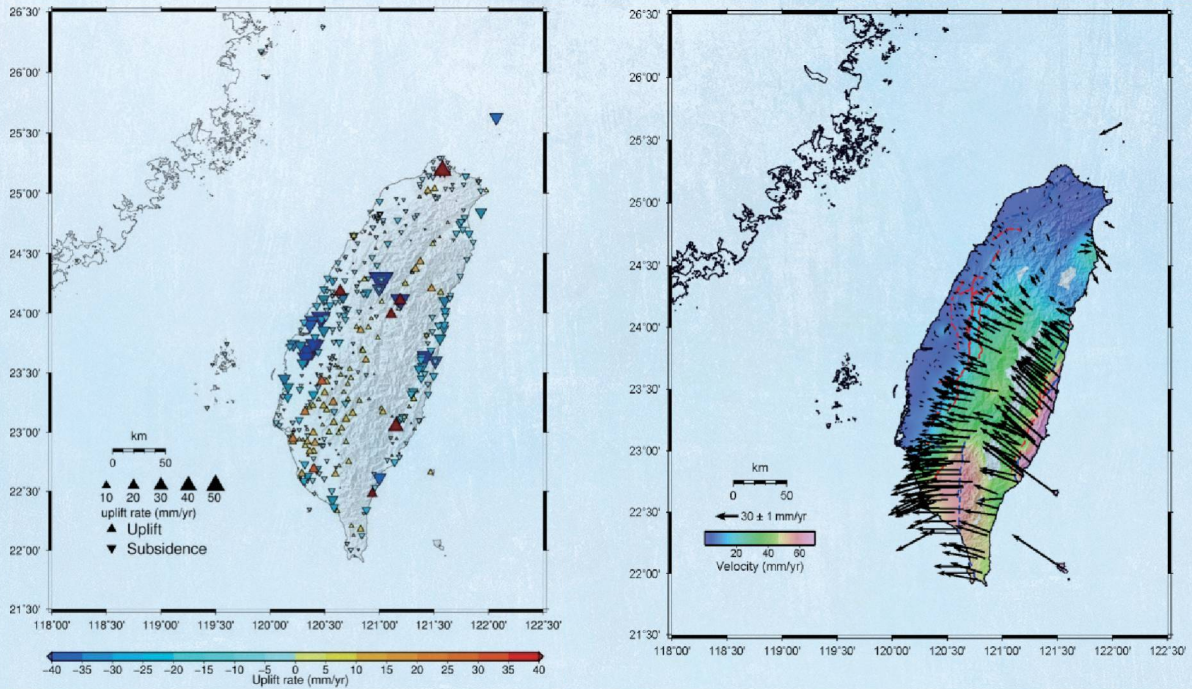 26°30'
26°00'
25°30'
25°00'
24°30'
24°00'
23°30'
23°00'
22°30'
22°00'
21°30'
km
0 50
10 20 30 40 50
uplift rate (mm/yr)
Uplift
Subsidence
118°00' 118°30' 119°00' 119°30' 120°00' 120°30' 121°00' 121°30' 122°00' 122°30'
-40 -35 -30 -25 -20 -15 -10 -5 0 5 10 15 20 25 30 35 40
Uplift rate (mm/yr)
26°30'
26°00'
25°30'
25°00'
24°30'
24°00'
23°30'
23°00'
22°30'
22°00'
21°30'
km
0 50
30 ± 1 mm/yr
20 40 60
Velocity (mm/yr)
118°00' 118°30' 119°00' 119°30' 120°00' 120°30' 121°00' 121°30' 122°00' 122°30'